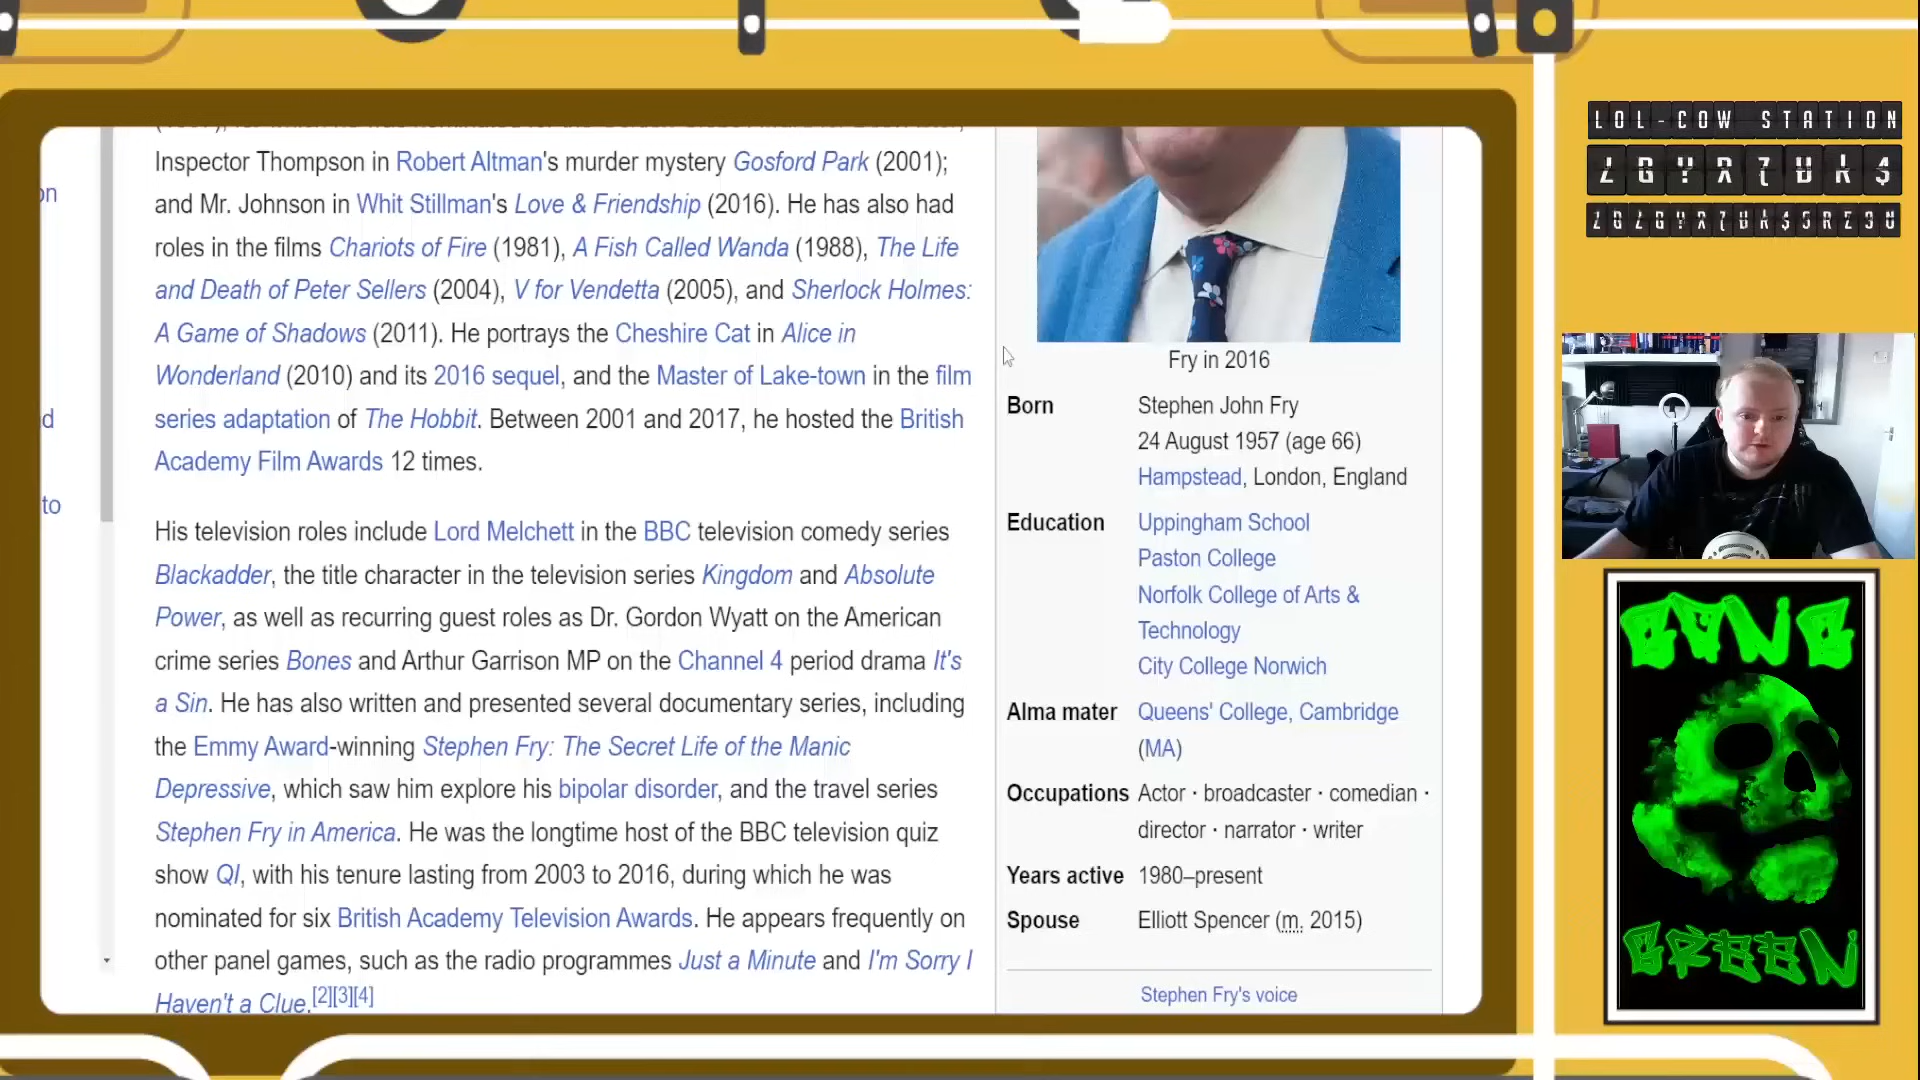 Inspector Thompson in Robert Altman's murder mystery Gosford Park (2001);
and Mr. Johnson in Whit Stillman's Love & Friendship (2016). He has also had
roles in the films Chariots of Fire (1981), A Fish Called Wanda (1988), The Life
and Death of Peter Sellers (2004), V for Vendetta (2005), and Sherlock Holmes:
A Game of Shadows (2011). He portrays the Cheshire Cat in Alice in
Wonderland (2010) and its 2016 sequel, and the Master of Lake-town in the film
series adaptation of The Hobbit. Between 2001 and 2017, he hosted the British
Academy Film Awards 12 times.
His television roles include Lord Melchett in the BBC television comedy series
Blackadder, the title character in the television series Kingdom and Absolute
Power, as well as recurring guest roles as Dr. Gordon Wyatt on the American
crime series Bones and Arthur Garrison MP on the Channel 4 period drama It's
a Sin. He has also written and presented several documentary series, including
the Emmy Award-winning Stephen Fry: The Secret Life of the Manic
Depressive, which saw him explore his bipolar disorder, and the travel series
Stephen Fry in America. He was the longtime host of the BBC television quiz
show QI, with his tenure lasting from 2003 to 2016, during which he was
nominated for six British Academy Television Awards. He appears frequently on
other panel games, such as the radio programmes Just a Minute and I'm Sorry I
Haven't a Clue.[2][3][4]
on
d
to
Fry in 2016
Born Stephen John Fry
24 August 1957 (age 66)
Hampstead, London, England
Education Uppingham School
Paston College
Norfolk College of Arts &
Technology
City College Norwich
Alma mater Queens' College, Cambridge
(MA)
Occupations Actor · broadcaster · comedian ·
director · narrator · writer
Years active 1980–present
Spouse Elliott Spencer (m. 2015)
Stephen Fry's voice
LOL-COW STATION
GONG
GREEN